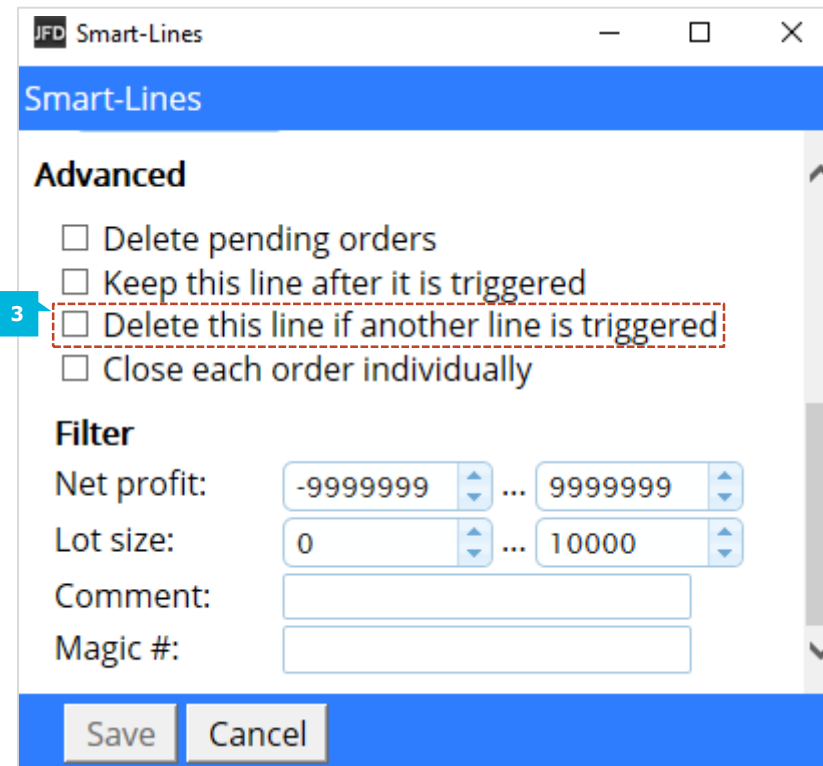 JFD Smart-Lines
Smart-Lines
Advanced
Delete pending orders
Keep this line after it is triggered
3
Delete this line if another line is triggered
Close each order individually
Filter
Net profit: -9999999 ... 9999999
Lot size: 0 ... 10000
Comment:
Magic #:
Save Cancel